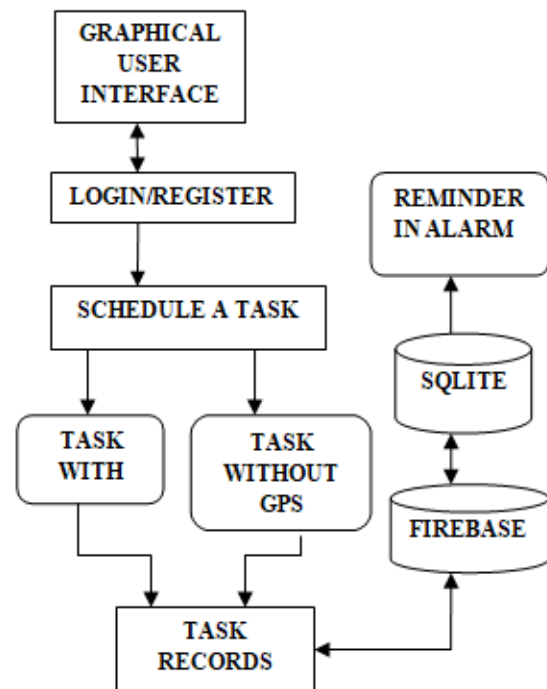 GRAPHICAL
USER
INTERFACE
LOGIN/REGISTER
SCHEDULE A TASK
TASK
WITH
TASK
WITHOUT
GPS
TASK
RECORDS
REMINDER
IN ALARM
SQLITE
FIREBASE